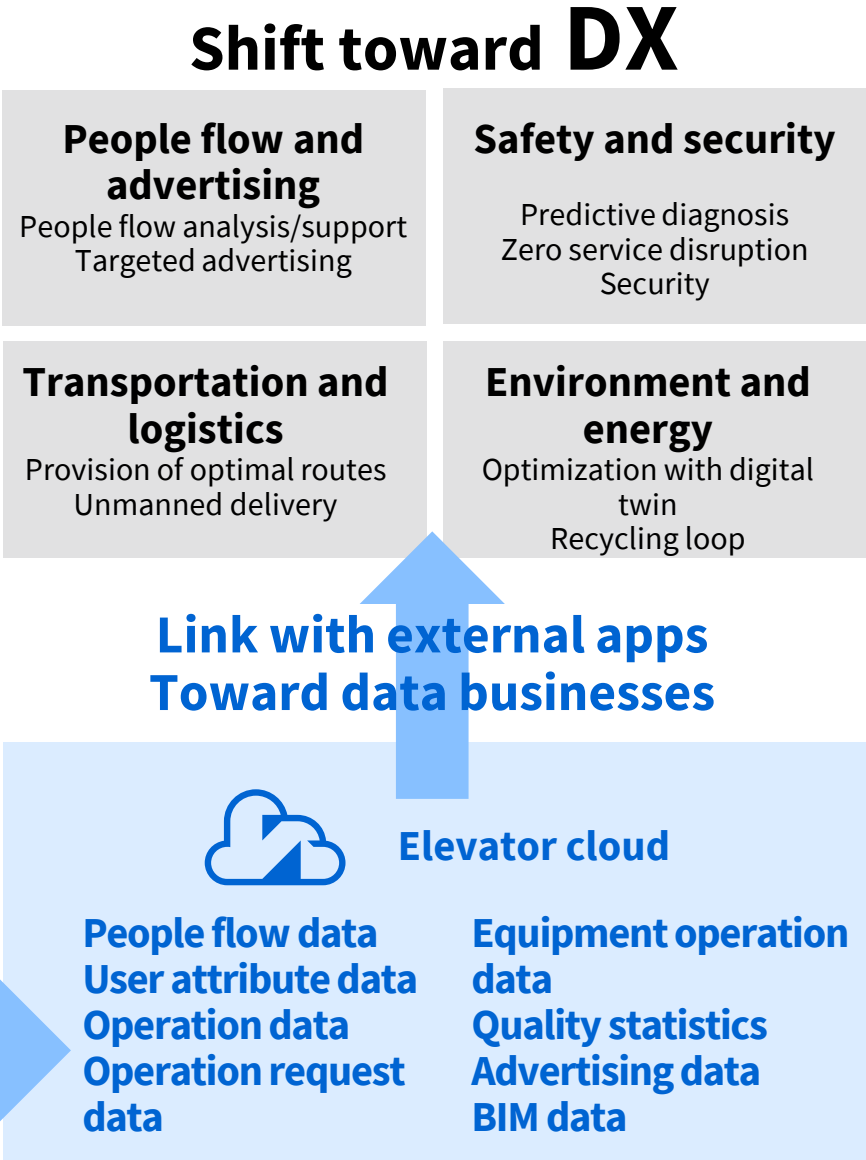 Shift toward DX
People flow and
advertising
People flow analysis/support
Targeted advertising
Safety and security
Predictive diagnosis
Zero service disruption
Security
Transportation and
logistics
Provision of optimal routes
Unmanned delivery
Environment and
energy
Optimization with digital
twin
Recycling loop
Link with external apps
Toward data businesses
Elevator cloud
People flow data
User attribute data
Operation data
Operation request
data
Equipment operation
data
Quality statistics
Advertising data
BIM data